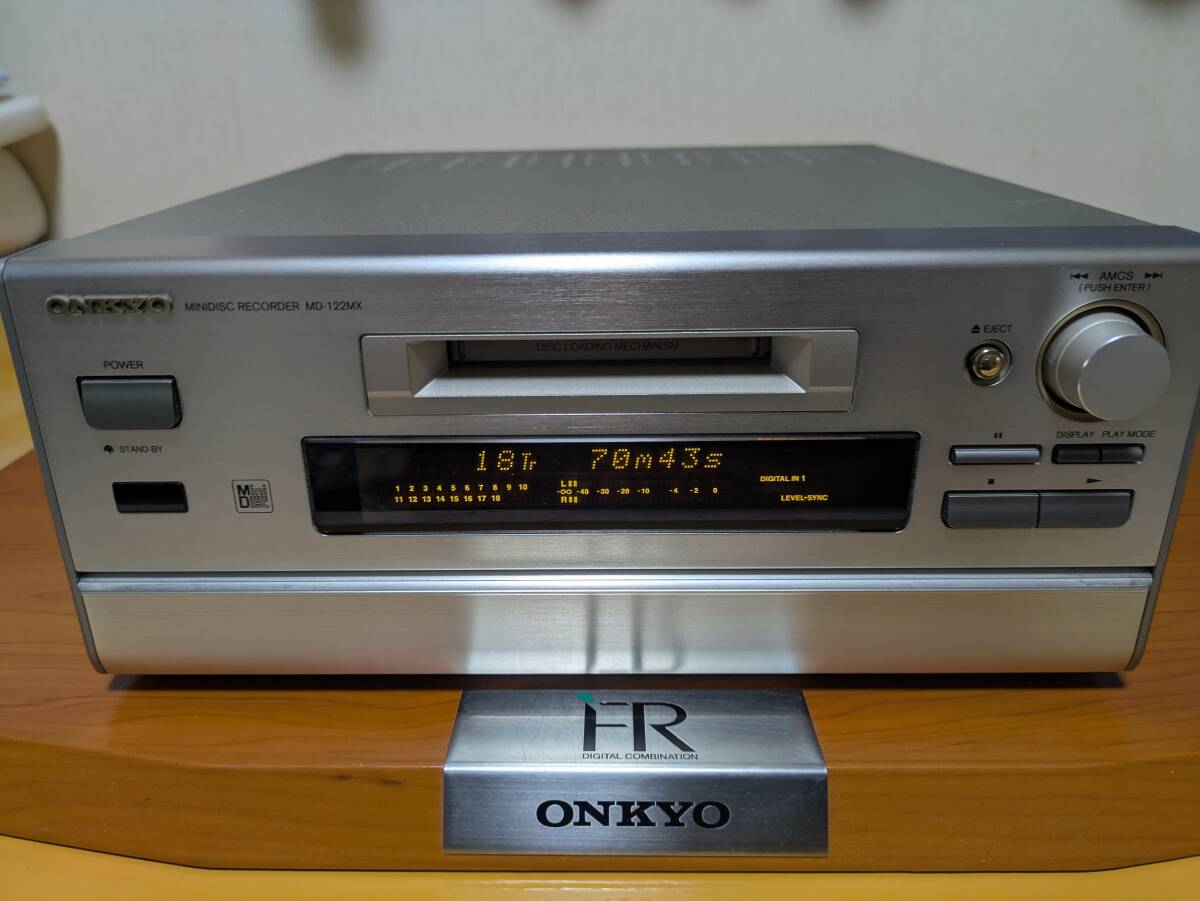 ONKYO MINIDISC RECORDER MD-122MX
AMCS
(PUSH ENTER)
POWER
DISC LOADING MECHANISM
EJECT
STAND-BY
DISPLAY PLAY MODE
18Tr 70m43s
1 2 3 4 5 6 7 8 9 10
11 12 13 14 15 16 17 18
L
-∞ -40 -30 -20 -10 -4 -2 0
R
DIGITAL IN 1
LEVEL-SYNC
Mini
Disc
FR
DIGITAL COMBINATION
ONKYO